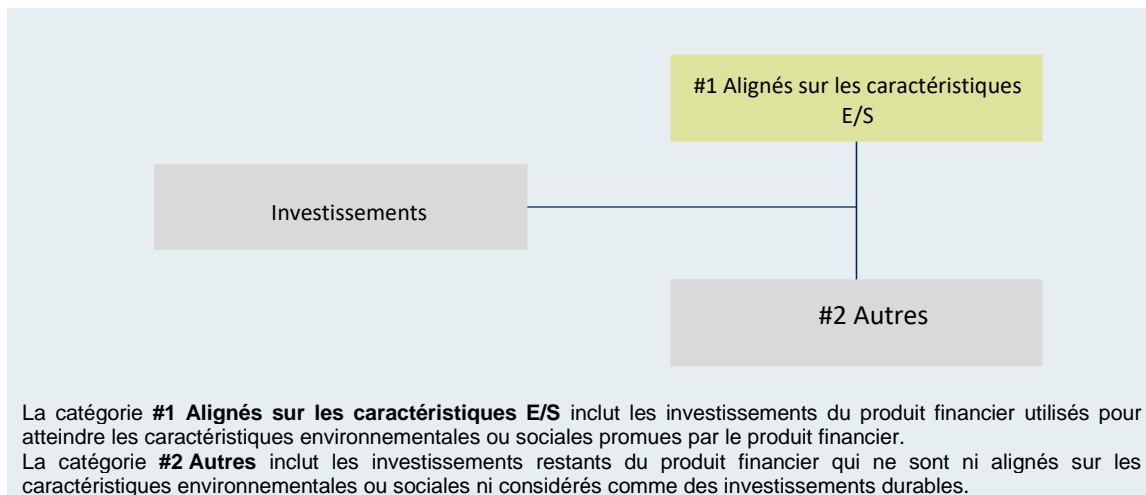 #1 Alignés sur les caractéristiques
E/S
Investissements
#2 Autres
La catégorie #1 Alignés sur les caractéristiques E/S inclut les investissements du produit financier utilisés pour
atteindre les caractéristiques environnementales ou sociales promues par le produit financier.
La catégorie #2 Autres inclut les investissements restants du produit financier qui ne sont ni alignés sur les
caractéristiques environnementales ou sociales ni considérés comme des investissements durables.